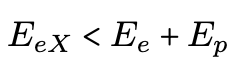 $E_{eX} < E_e + E_p$